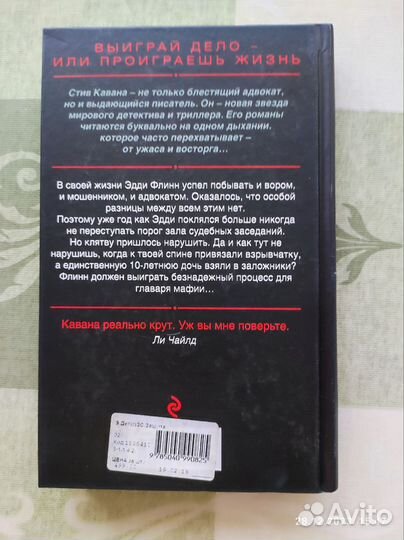 ВЫИГРАЙ ДЕЛО –
ИЛИ ПРОИГРАЕШЬ ЖИЗНЬ
Стив Кавана – не только блестящий адвокат,
но и выдающийся писатель. Он – новая звезда
мирового детектива и триллера. Его романы
читаются буквально на одном дыхании.
которое часто перехватывает –
от ужаса и восторга...
В своей жизни Эдди Флинн успел побывать и вором,
и мошенником, и адвокатом. Оказалось, что особой
разницы между всем этим нет.
Поэтому уже год как Эдди поклялся больше никогда
не переступать порог зала судебных заседаний.
Но клятву пришлось нарушить. Да и как тут не
нарушишь, когда к твоей спине привязали взрывчатку,
а единственную 10-летнюю дочь взяли в заложники?
Флинн должен выиграть безнадежный процесс для
главаря мафии...
Кавана реально крут. Уж вы мне поверьте.
Ли Чайлд
9785040990825
Avito